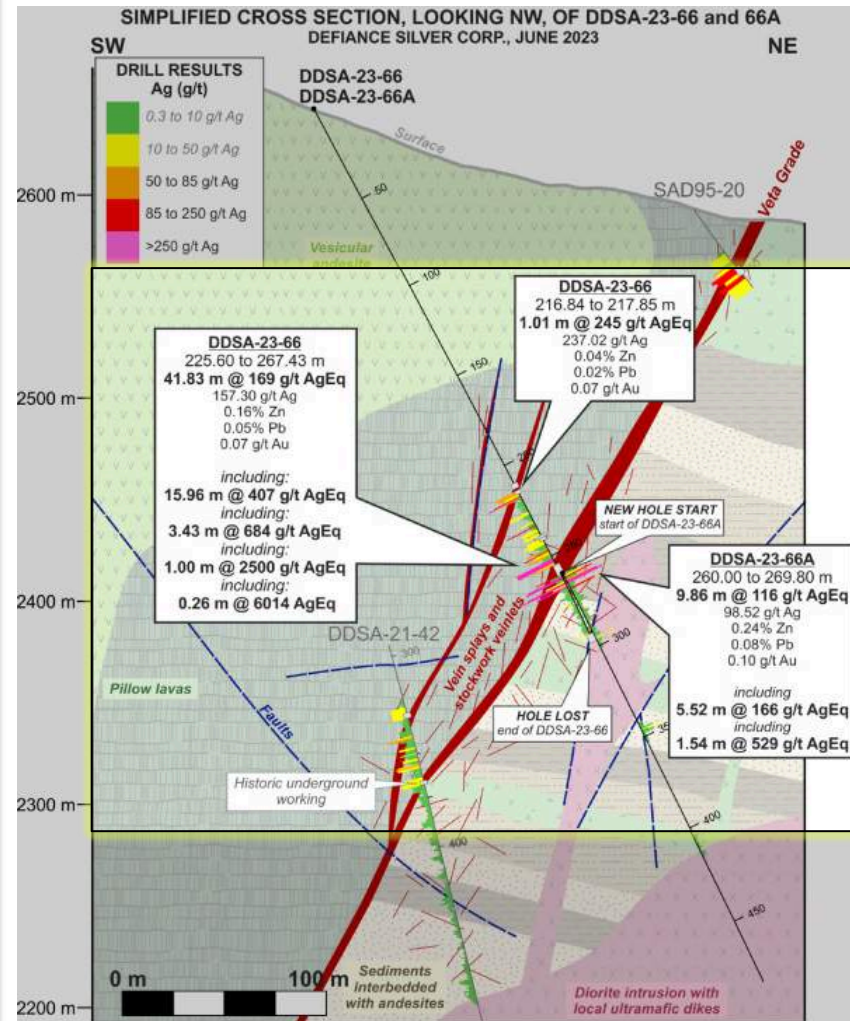 SIMPLIFIED CROSS SECTION, LOOKING NW, OF DDSA-23-66 and 66A
DEFIANCE SILVER CORP., JUNE 2023
SW
NE
DRILL RESULTS
Ag (g/t)
0.3 to 10 g/t Ag
10 to 50 g/t Ag
50 to 85 g/t Ag
85 to 250 g/t Ag
>250 g/t Ag
DDSA-23-66
DDSA-23-66A
Surface
SAD95-20
Veta Grade
2600 m
2500 m
2400 m
2300 m
2200 m
50
100
150
Vesicular
andesite
DDSA-23-66
216.84 to 217.85 m
1.01 m @ 245 g/t AgEq
237.02 g/t Ag
0.04% Zn
0.02% Pb
0.07 g/t Au
DDSA-23-66
225.60 to 267.43 m
41.83 m @ 169 g/t AgEq
157.30 g/t Ag
0.16% Zn
0.05% Pb
0.07 g/t Au
including:
15.96 m @ 407 g/t AgEq
including:
3.43 m @ 684 g/t AgEq
including:
1.00 m @ 2500 g/t AgEq
including:
0.26 m @ 6014 AgEq
NEW HOLE START
start of DDSA-23-66A
DDSA-23-66A
260.00 to 269.80 m
9.86 m @ 116 g/t AgEq
98.52 g/t Ag
0.24% Zn
0.08% Pb
0.10 g/t Au
including
5.52 m @ 166 g/t AgEq
including
1.54 m @ 529 g/t AgEq
300
DDSA-21-42
300
Vein splays and
stockwork veinlets
Pillow lavas
Faults
HOLE LOST
end of DDSA-23-66
Historic underground
working
400
400
450
0 m
100 m
Sediments
interbedded
with andesites
Diorite intrusion with
local ultramafic dikes